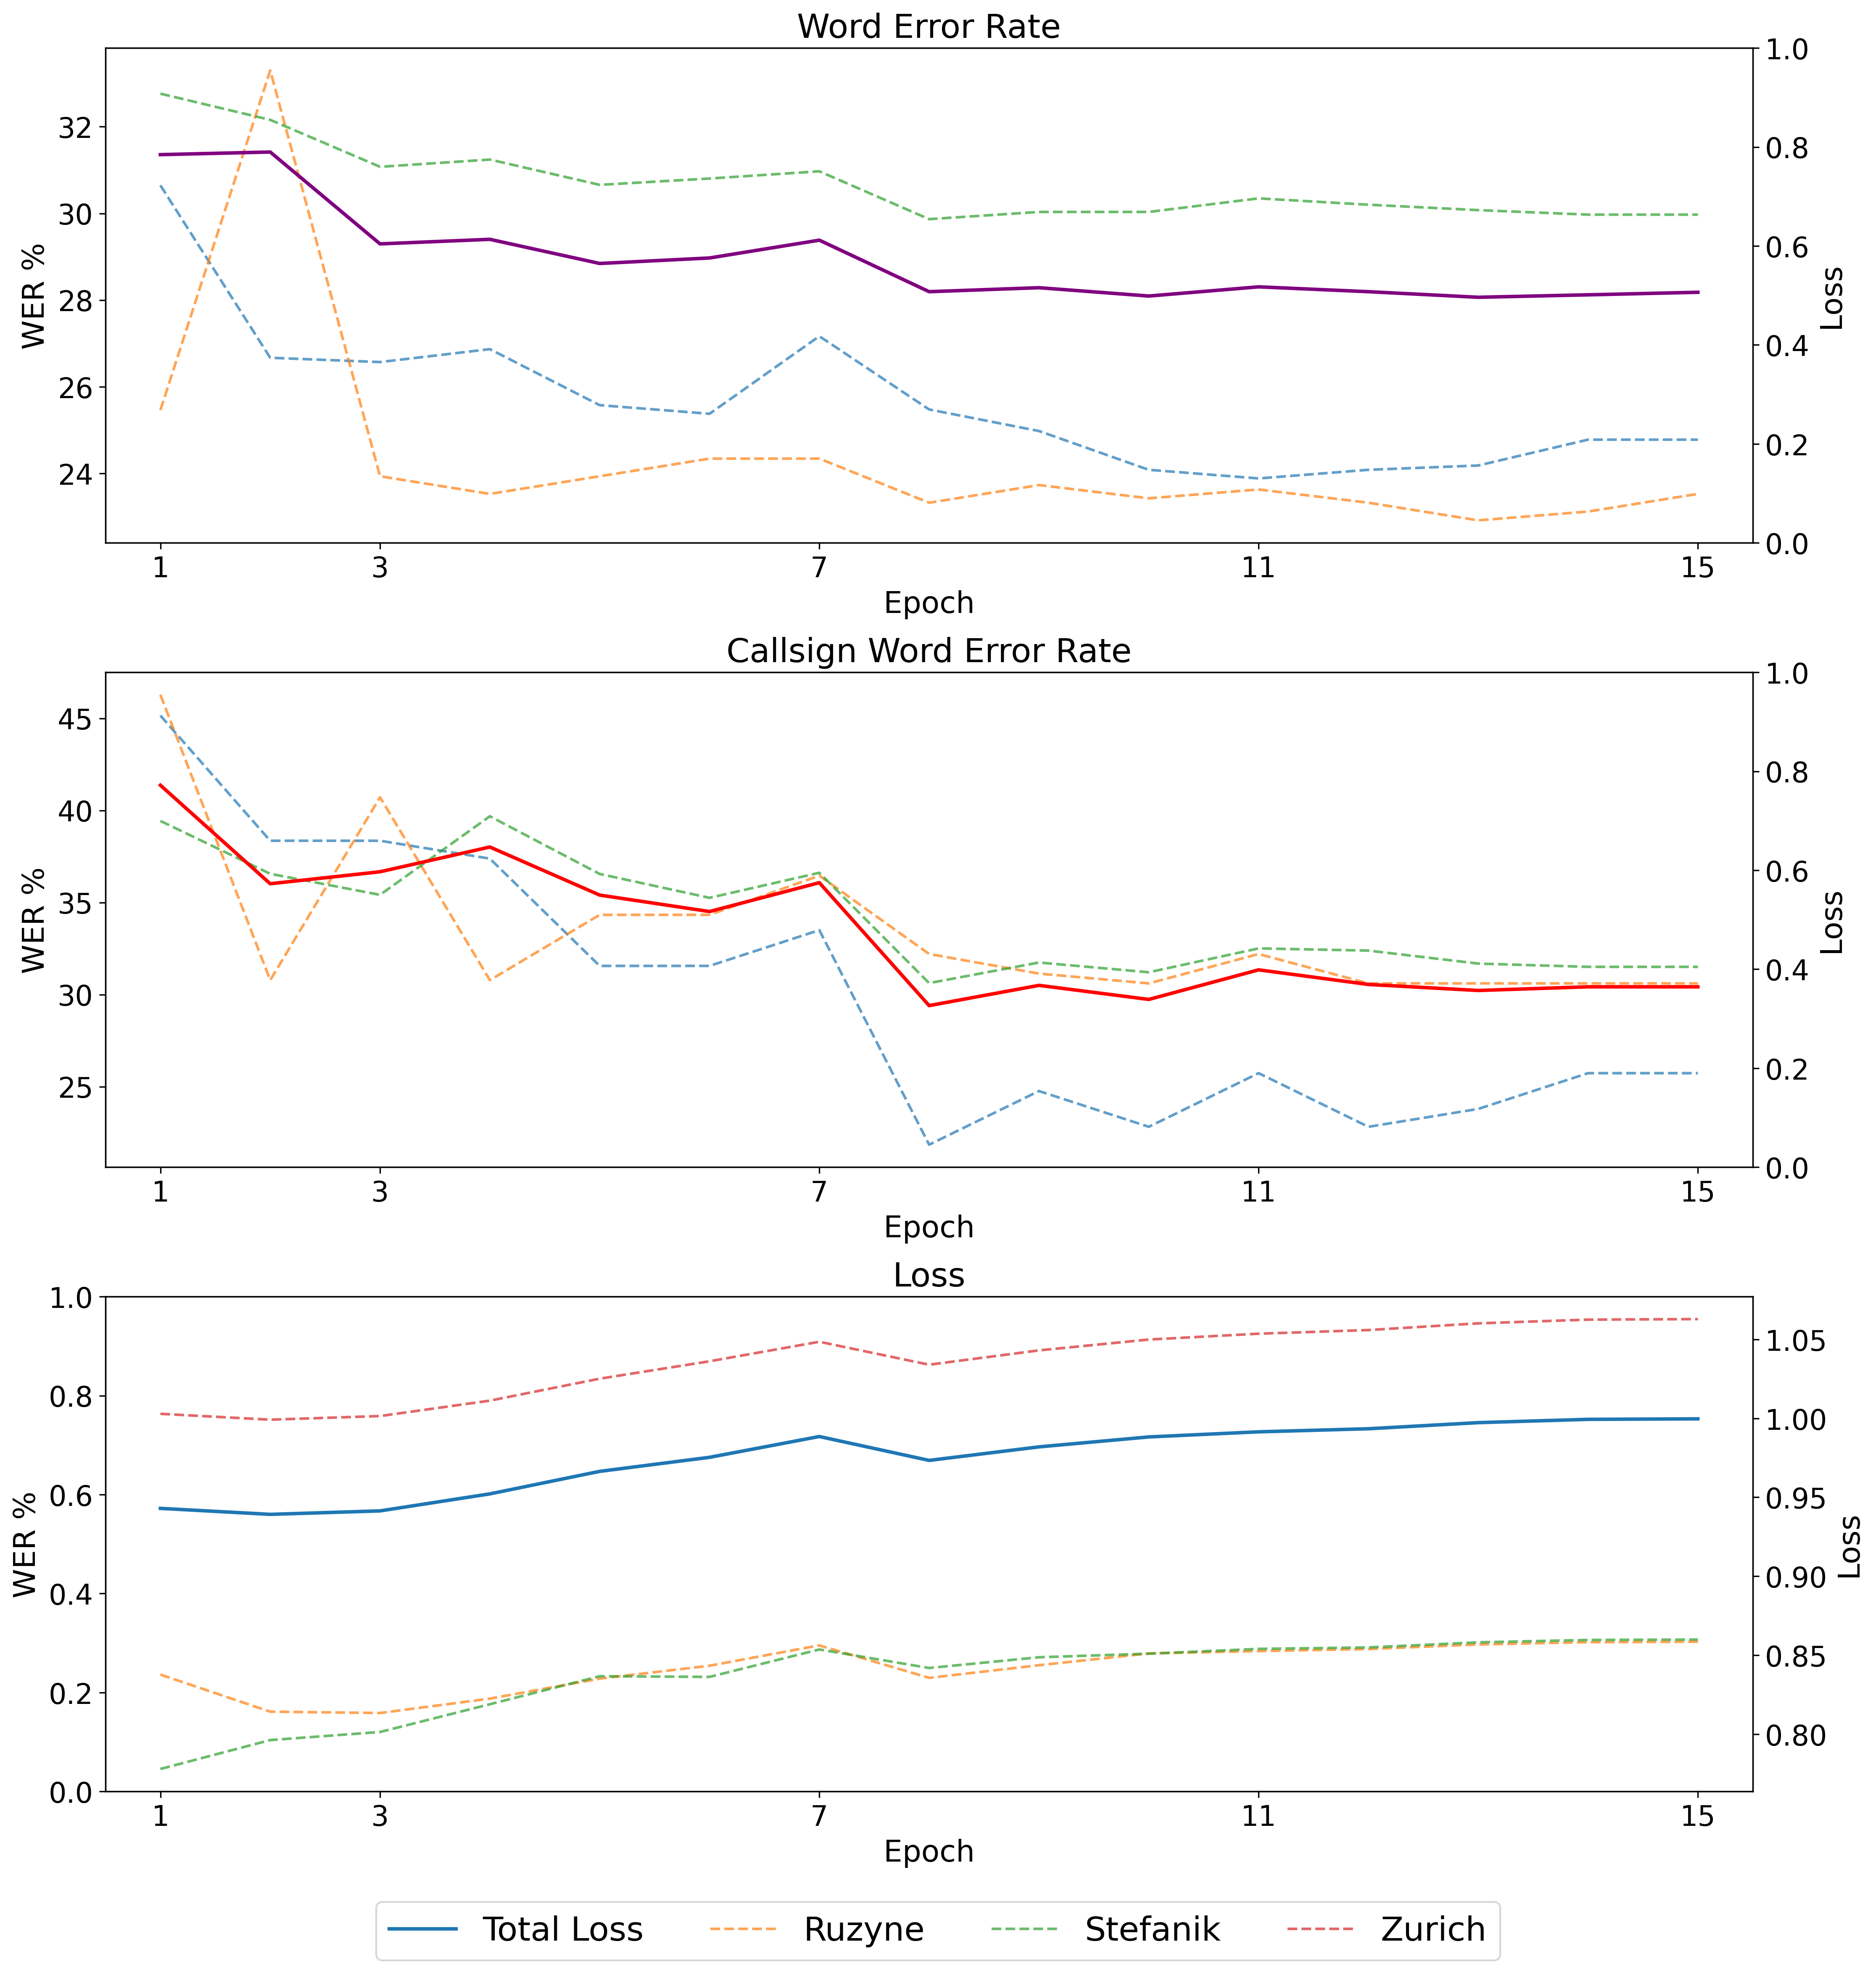 Word Error Rate
WER %
32
30
28
26
24
1.0
0.8
0.6
0.4
0.2
0.0
Loss
1 3 7 11 15
Epoch
Callsign Word Error Rate
WER %
45
40
35
30
25
1.0
0.8
0.6
0.4
0.2
0.0
Loss
1 3 7 11 15
Epoch
Loss
WER %
1.0
0.8
0.6
0.4
0.2
0.0
1.05
1.00
0.95
0.90
0.85
0.80
Loss
1 3 7 11 15
Epoch
Total Loss Ruzyne Stefanik Zurich